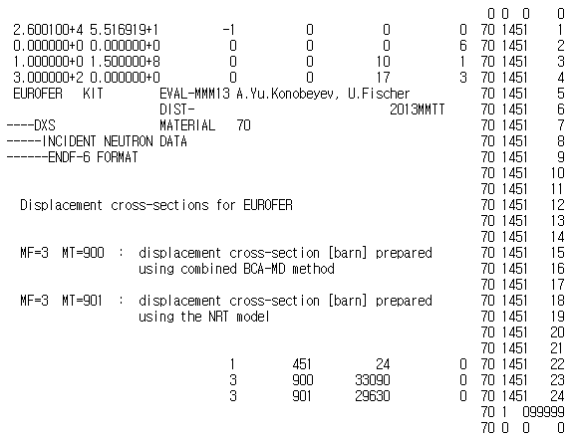 0 0 0 0
2.600100+4 5.516919+1 -1 0 0 0 70 1451 1
0.000000+0 0.000000+0 0 0 0 6 70 1451 2
1.000000+0 1.500000+8 0 0 10 1 70 1451 3
3.000000+2 0.000000+0 0 0 17 3 70 1451 4
EUROFER KIT EVAL-MMM13 A.Yu.Konobeyev, U.Fischer 70 1451 5
DIST- 2013MMTT 70 1451 6
----DXS MATERIAL 70 70 1451 7
-----INCIDENT NEUTRON DATA 70 1451 8
------ENDF-6 FORMAT 70 1451 9
70 1451 10
70 1451 11
Displacement cross-sections for EUROFER 70 1451 12
70 1451 13
70 1451 14
MF=3 MT=900 : displacement cross-section [barn] prepared 70 1451 15
using combined BCA-MD method 70 1451 16
70 1451 17
MF=3 MT=901 : displacement cross-section [barn] prepared 70 1451 18
using the NRT model 70 1451 19
70 1451 20
70 1451 21
1 451 24 0 70 1451 22
3 900 33090 0 70 1451 23
3 901 29630 0 70 1451 24
70 1 099999
70 0 0 0